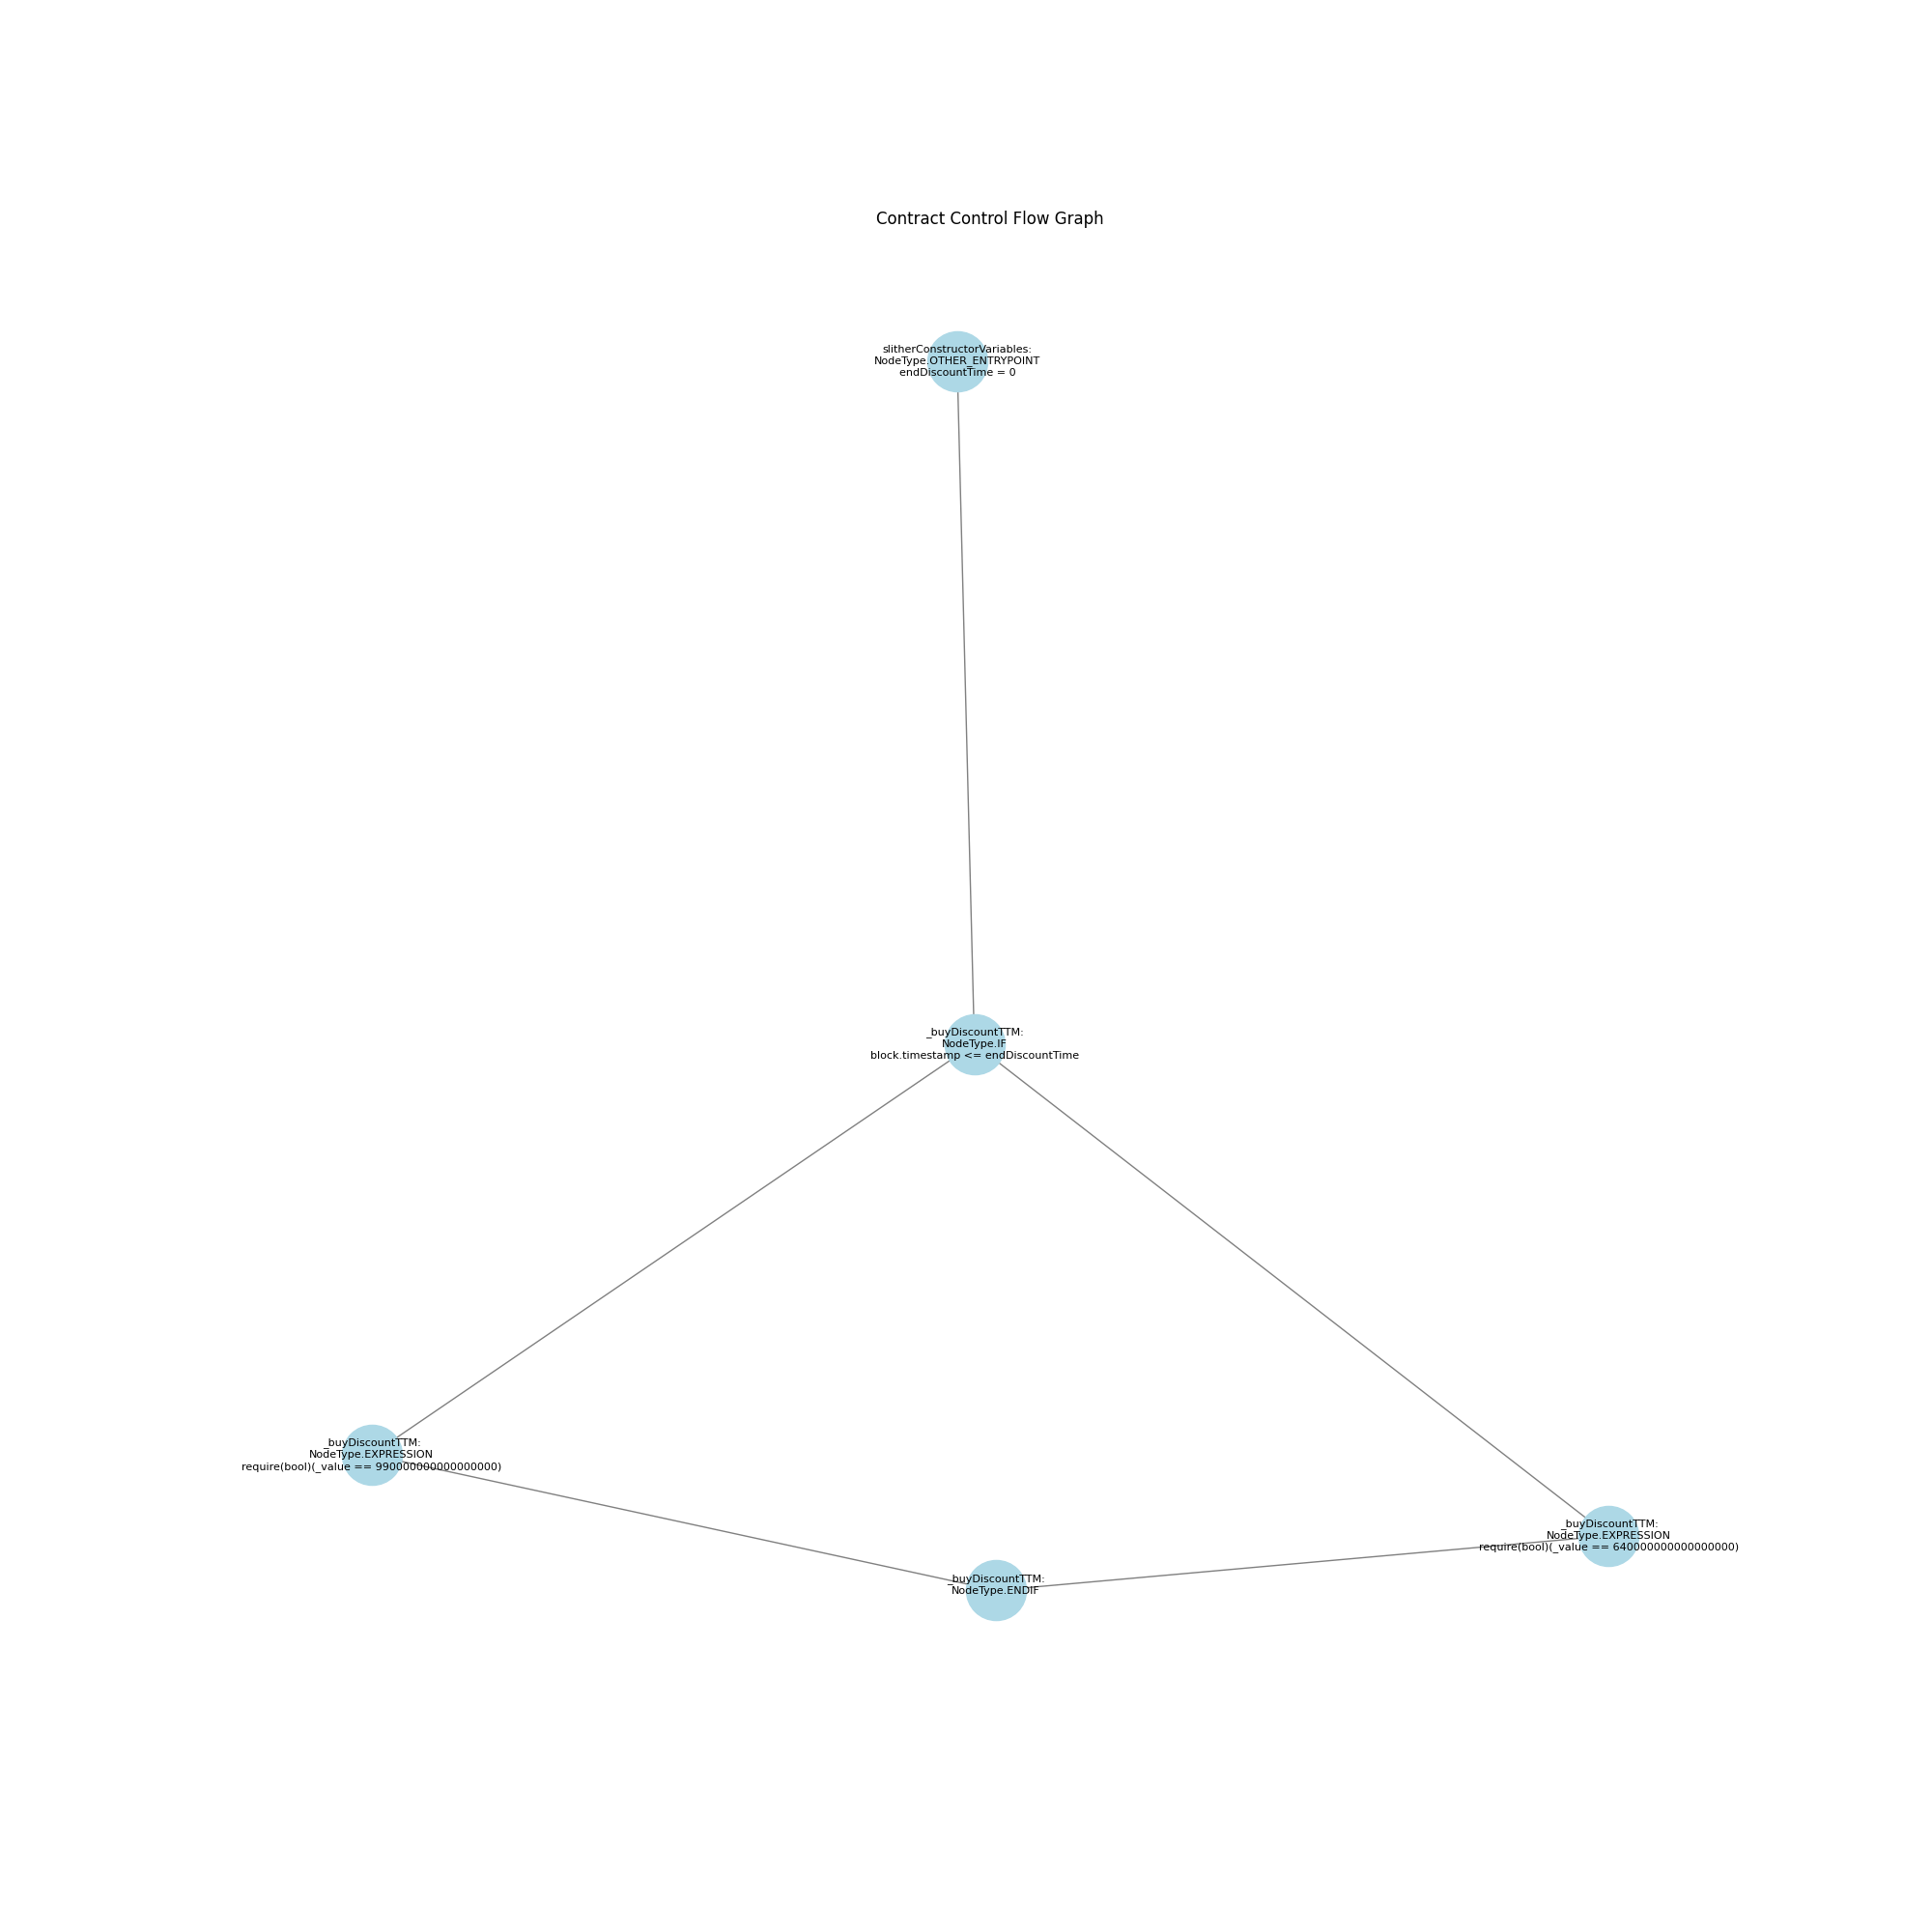 Contract Control Flow Graph
slitherConstructorVariables:
NodeType.OTHER_ENTRYPOINT
endDiscountTime = 0
_buyDiscountTTM:
NodeType.IF
block.timestamp <= endDiscountTime
_buyDiscountTTM:
NodeType.EXPRESSION
require(bool)(_value == 990000000000000000)
_buyDiscountTTM:
NodeType.EXPRESSION
require(bool)(_value == 640000000000000000)
_buyDiscountTTM:
NodeType.ENDIF